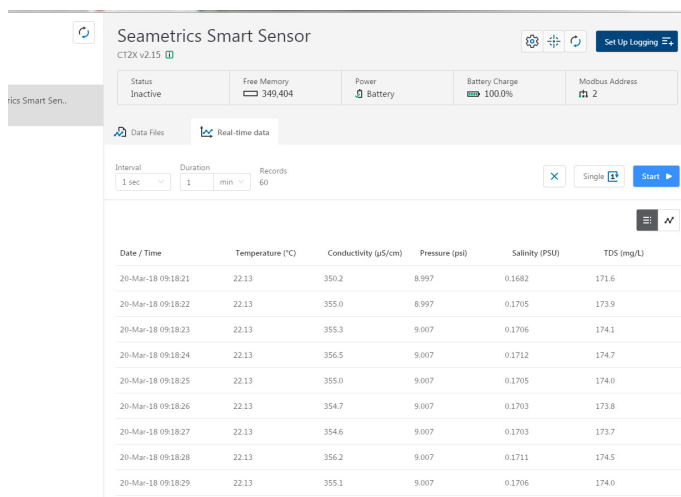 Seametrics Smart Sensor
CT2X v2.15
Set Up Logging
Status Free Memory Power Battery Charge Modbus Address
Inactive 349,404 Battery 100.0% 2
rics Smart Sen..
Data Files Real-time data
Interval Duration Records
1 sec 1 min 60
Single Start
Date / Time Temperature (°C) Conductivity (µS/cm) Pressure (psi) Salinity (PSU) TDS (mg/L)
20-Mar-18 09:18:21 22.13 350.2 8.997 0.1682 171.6
20-Mar-18 09:18:22 22.13 355.0 8.997 0.1705 173.9
20-Mar-18 09:18:23 22.13 355.3 9.007 0.1706 174.1
20-Mar-18 09:18:24 22.13 356.5 9.007 0.1712 174.7
20-Mar-18 09:18:25 22.13 355.0 9.007 0.1705 174.0
20-Mar-18 09:18:26 22.13 354.7 9.007 0.1703 173.8
20-Mar-18 09:18:27 22.13 354.6 9.007 0.1703 173.7
20-Mar-18 09:18:28 22.13 356.2 9.007 0.1711 174.5
20-Mar-18 09:18:29 22.13 355.1 9.007 0.1706 174.0